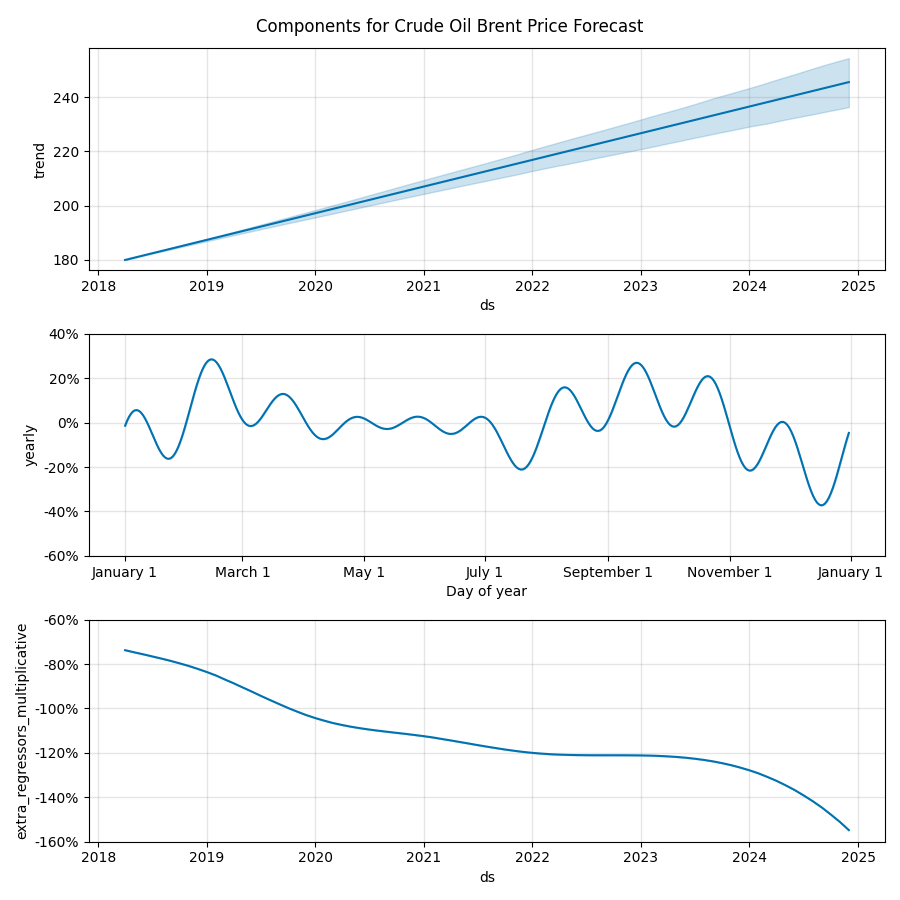 Components for Crude Oil Brent Price Forecast
240
220
200
180
trend
2018 2019 2020 2021 2022 2023 2024 2025
ds
40%
20%
0%
-20%
-40%
-60%
yearly
January 1 March 1 May 1 July 1 September 1 November 1 January 1
Day of year
-60%
-80%
-100%
-120%
-140%
-160%
extra_regressors_multiplicative
2018 2019 2020 2021 2022 2023 2024 2025
ds